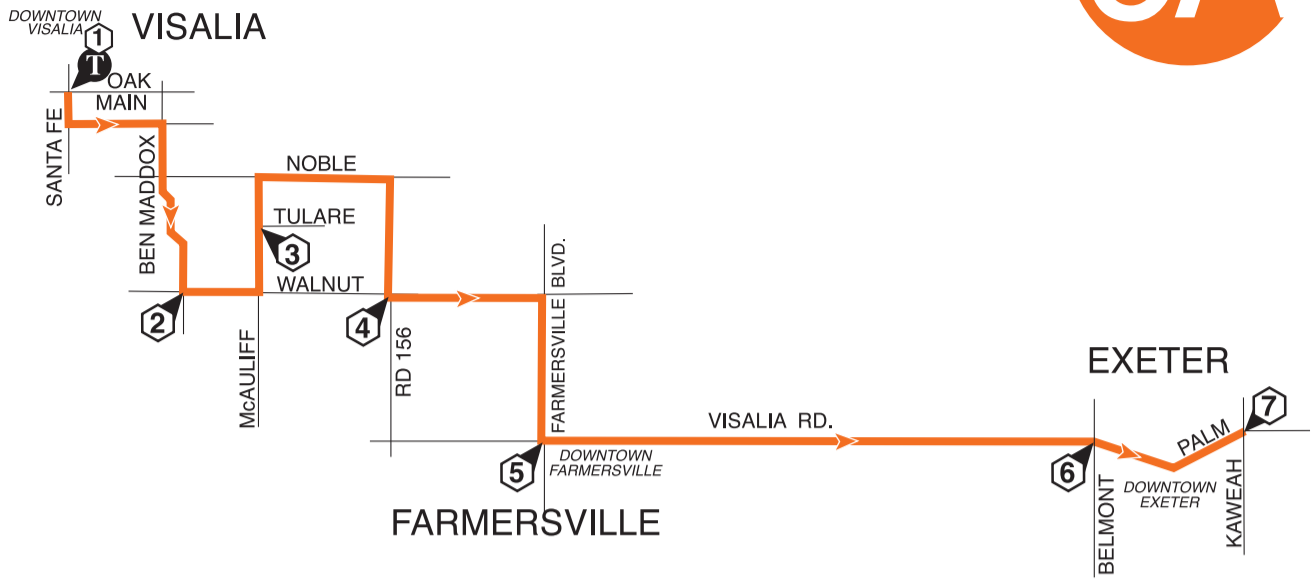 DOWNTOWN
VISALIA
VISALIA
1
T
OAK
MAIN
SANTA FE
BEN MADDOX
NOBLE
TULARE
3
WALNUT
2
4
McAULIFF
RD 156
FARMERSVILLE BLVD.
VISALIA RD.
5
DOWNTOWN
FARMERSVILLE
FARMERSVILLE
EXETER
6
7
PALM
DOWNTOWN
EXETER
BELMONT
KAWEAH